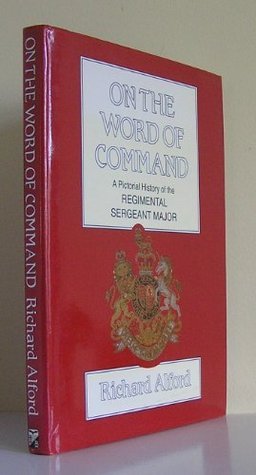 ON THE WORD OF COMMAND Richard Alford
ON THE
WORD OF
COMMAND
A Pictorial History of the
REGIMENTAL
SERGEANT MAJOR
Richard Alford